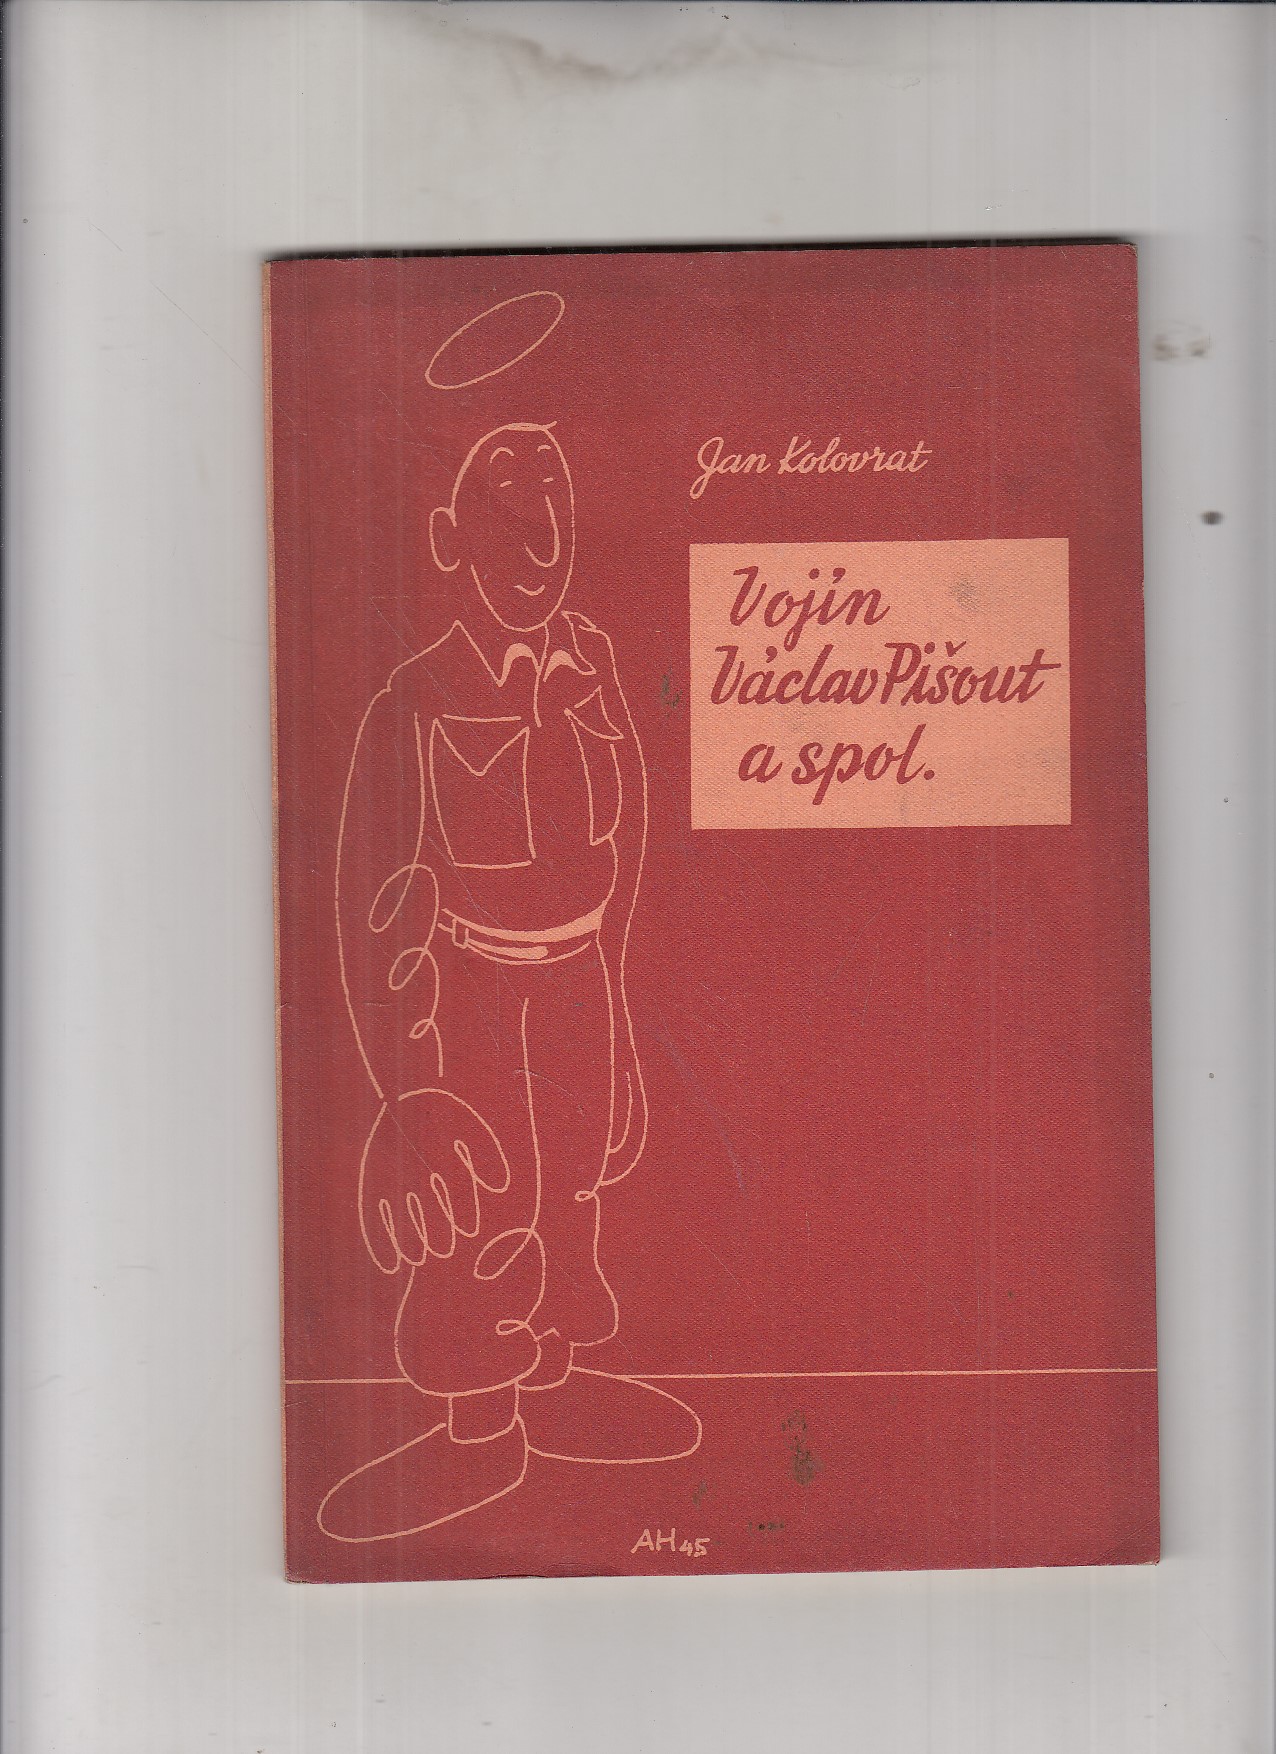 Jan Kolovrat
Vojín
Václav Pišout
a spol.
AH 45